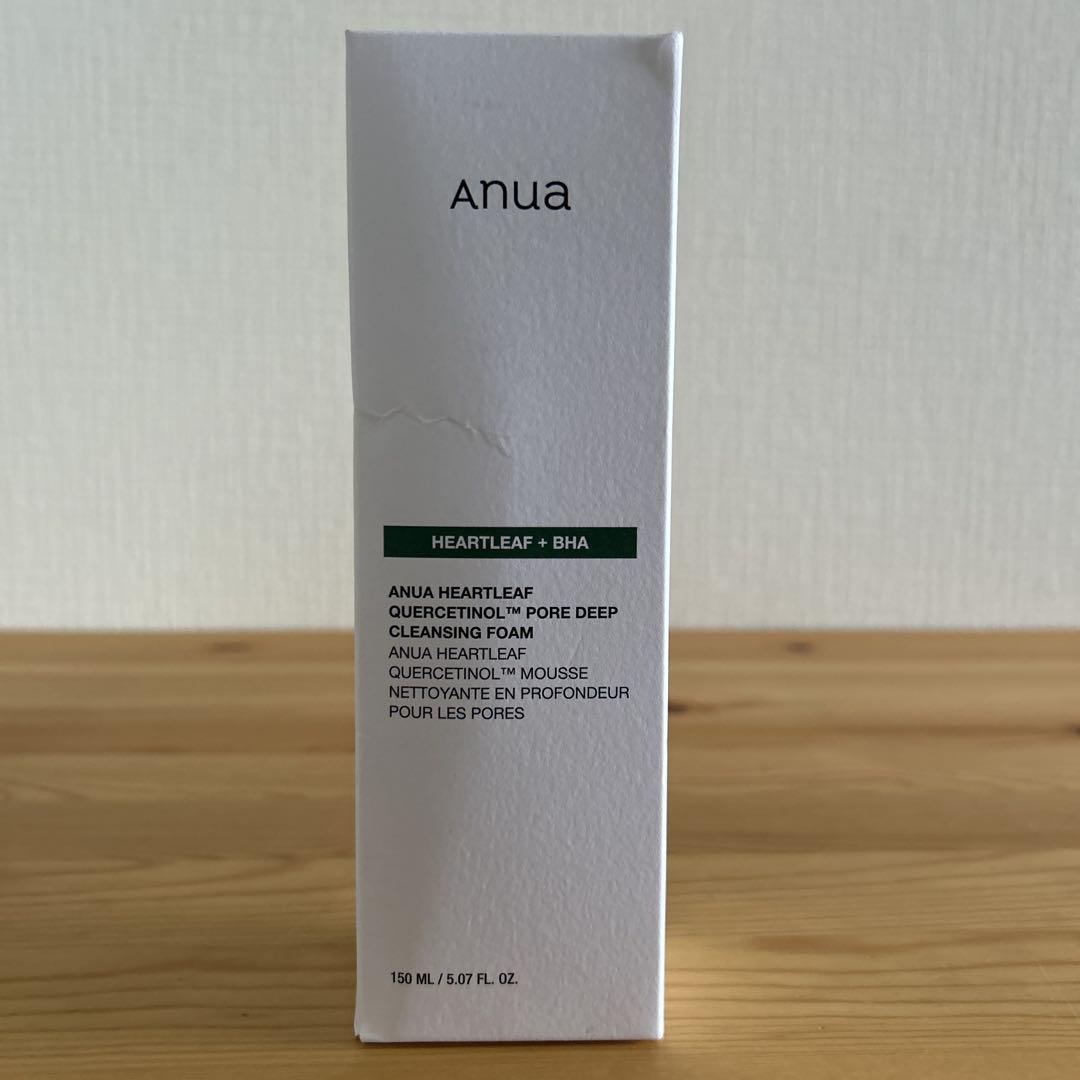 Anua
HEARTLEAF + BHA
ANUA HEARTLEAF
QUERCETINOL™ PORE DEEP
CLEANSING FOAM
ANUA HEARTLEAF
QUERCETINOL™ MOUSSE
NETTOYANTE EN PROFONDEUR
POUR LES PORES
150 ML / 5.07 FL. OZ.